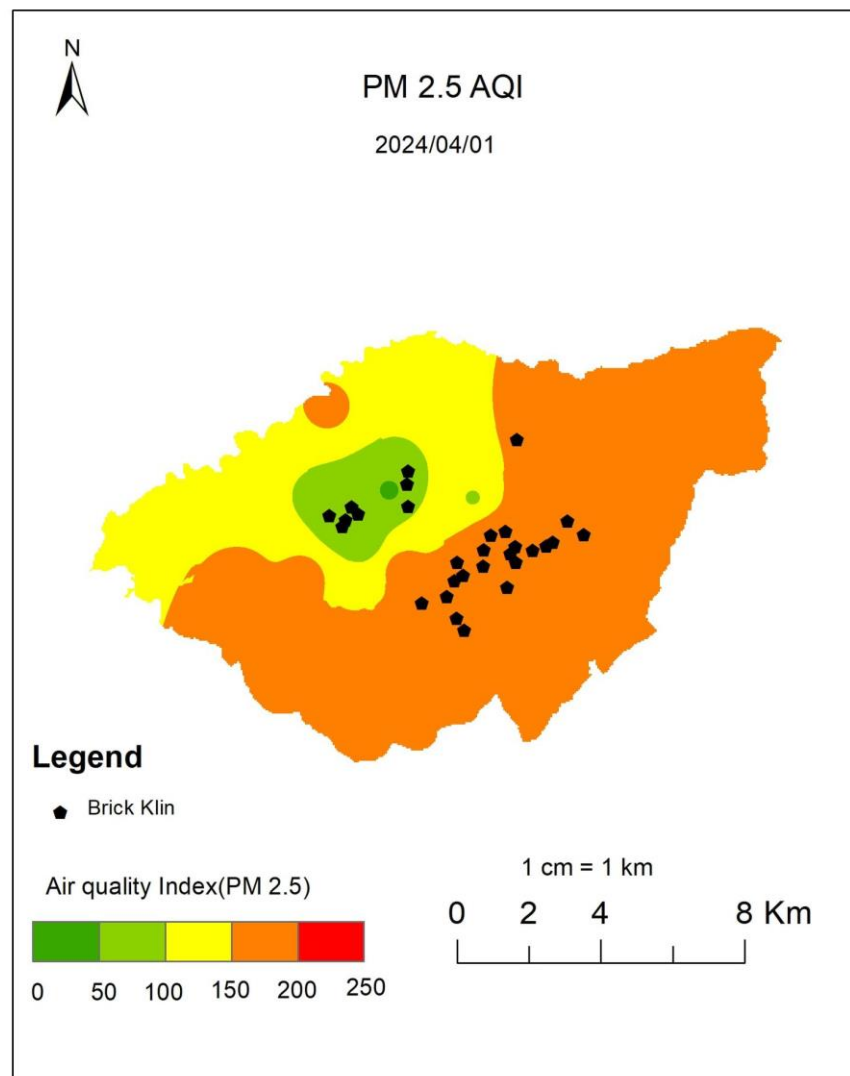 N
PM 2.5 AQI
2024/04/01
Legend
Brick Klin
Air quality Index(PM 2.5)
0 50 100 150 200 250
1 cm = 1 km
0 2 4 8 Km